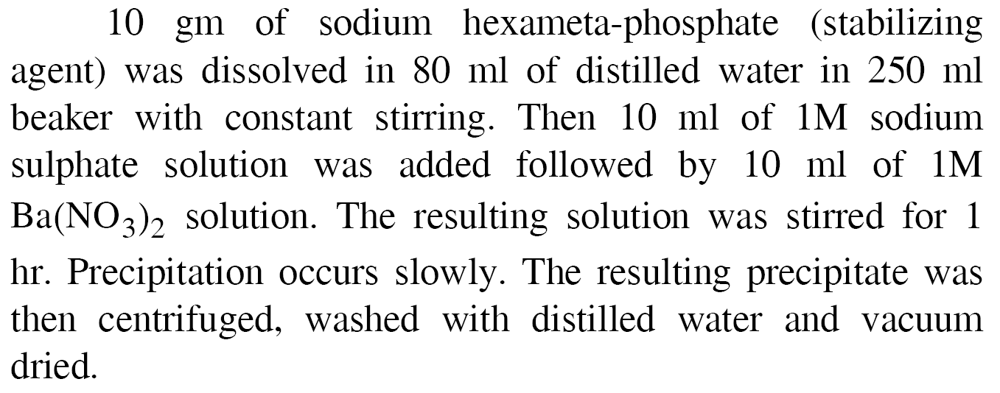 10 gm of sodium hexameta-phosphate (stabilizing
agent) was dissolved in 80 ml of distilled water in 250 ml
beaker with constant stirring. Then 10 ml of 1M sodium
sulphate solution was added followed by 10 ml of 1M
Ba(NO₃)₂ solution. The resulting solution was stirred for 1
hr. Precipitation occurs slowly. The resulting precipitate was
then centrifuged, washed with distilled water and vacuum
dried.